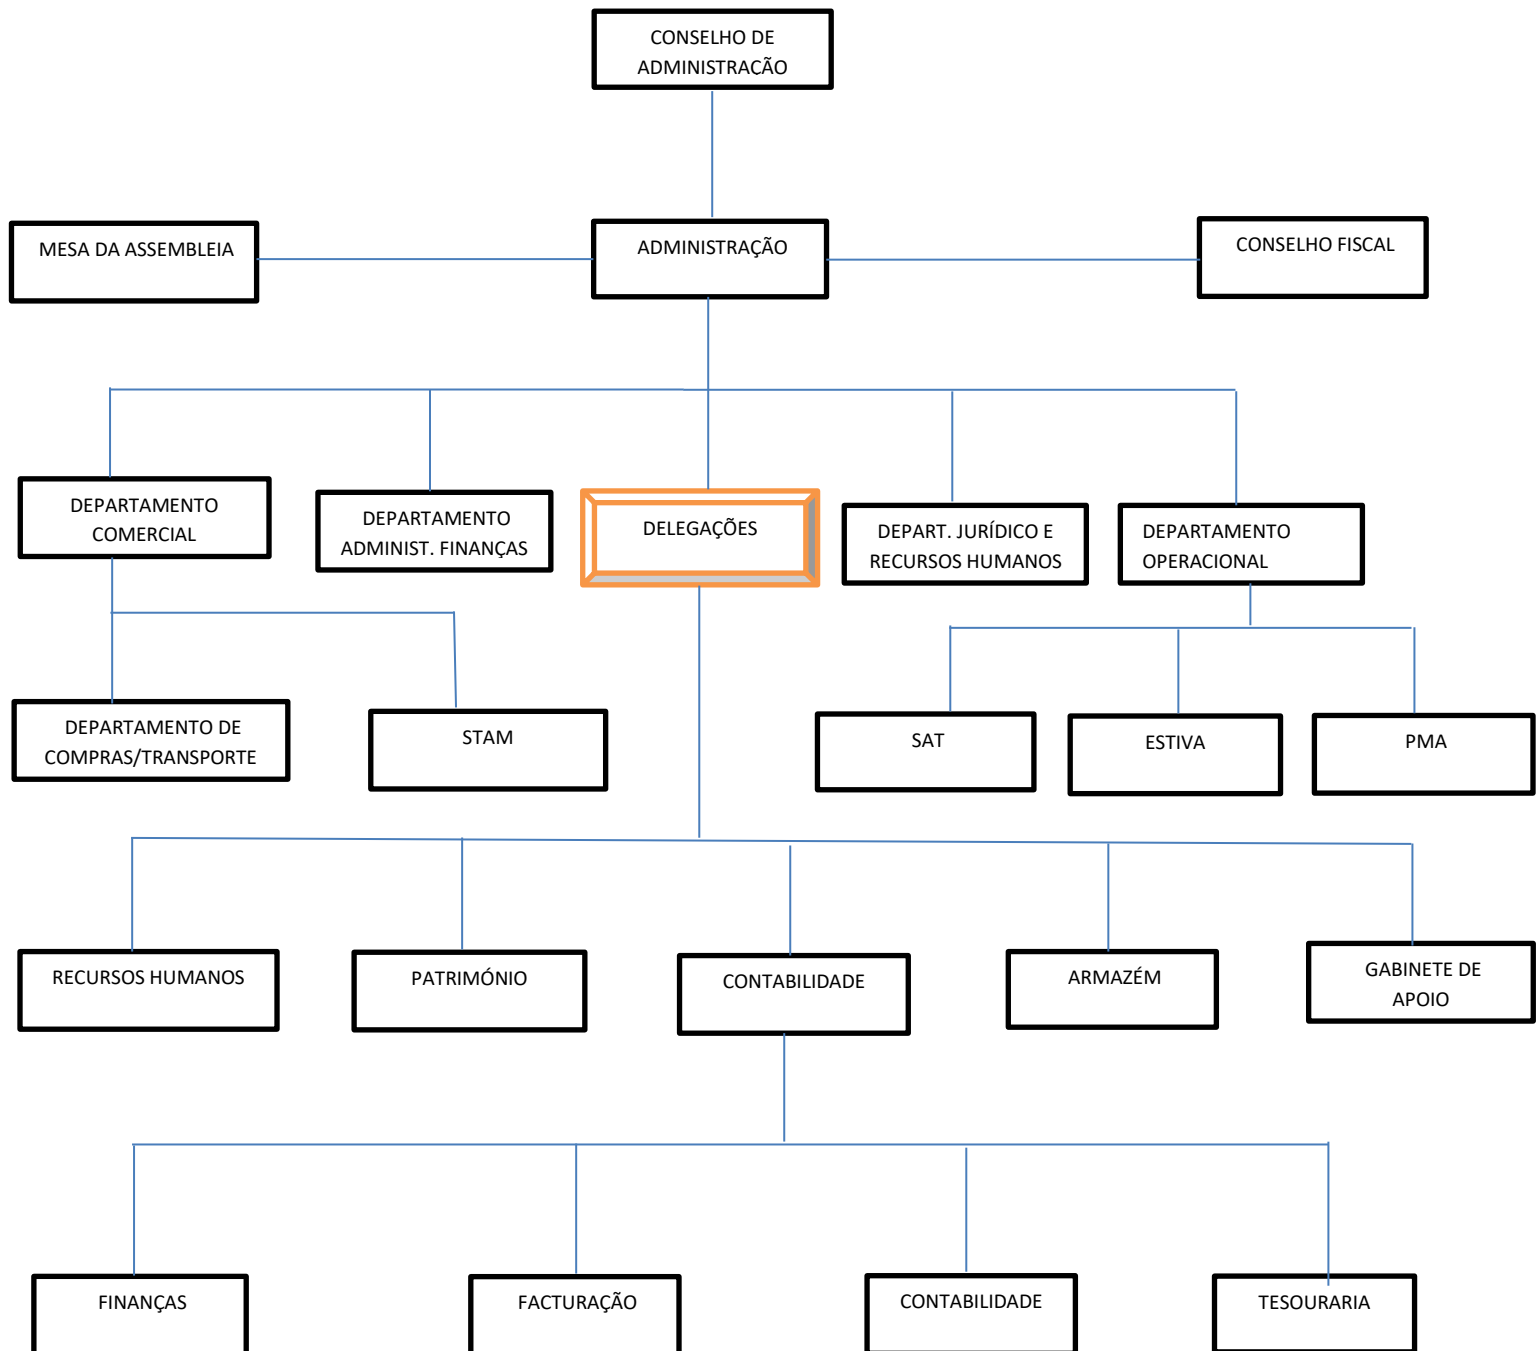 CONSELHO DE
ADMINISTRAÇÃO
MESA DA ASSEMBLEIA
ADMINISTRAÇÃO
CONSELHO FISCAL
DEPARTAMENTO
COMERCIAL
DEPARTAMENTO
ADMINIST. FINANÇAS
DELEGAÇÕES
DEPART. JURÍDICO E
RECURSOS HUMANOS
DEPARTAMENTO
OPERACIONAL
DEPARTAMENTO DE
COMPRAS/TRANSPORTE
STAM
SAT
ESTIVA
PMA
RECURSOS HUMANOS
PATRIMÓNIO
CONTABILIDADE
ARMAZÉM
GABINETE DE
APOIO
FINANÇAS
FACTURAÇÃO
CONTABILIDADE
TESOURARIA